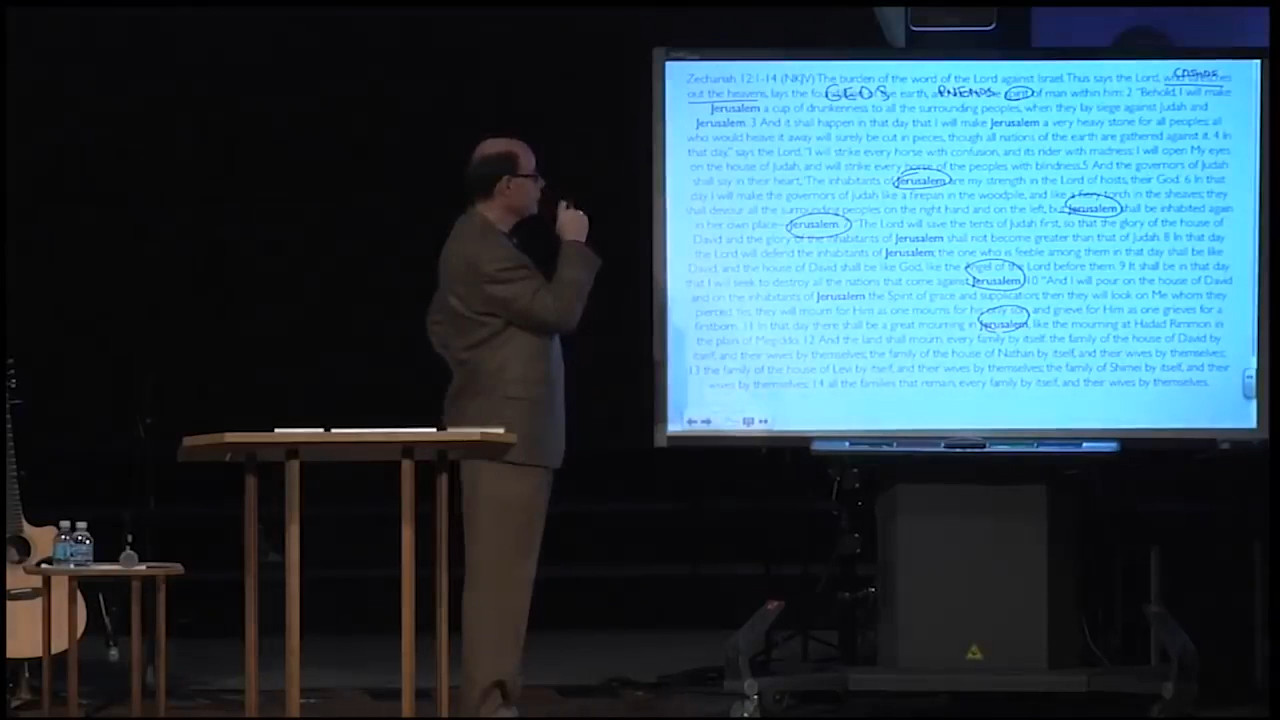 Zechariah 12:1-14 (NKJV) The burden of the word of the Lord against Israel. Thus says the Lord, who stretches
COSMOS
out the heavens, lays the of the earth, and the spirit of man within him: 2 "Behold, I will make
GEOS PNEMOS
Jerusalem a cup of drunkenness to all the surrounding peoples, when they lay siege against Judah and
Jerusalem. 3 And it shall happen in that day that I will make Jerusalem a very heavy stone for all peoples; all
who would heave it away will surely be cut in pieces, though all nations of the earth are gathered against it. 4 In
that day," says the Lord, "I will strike every horse with confusion, and its rider with madness; I will open My eyes
on the house of Judah, and will strike every horse of the peoples with blindness. 5 And the governors of Judah
shall say in their heart, 'The inhabitants of Jerusalem are my strength in the Lord of hosts, their God.' 6 In that
day I will make the governors of Judah like a firepan in the woodpile, and like a fiery torch in the sheaves; they
shall devour all the surrounding peoples on the right hand and on the left, but Jerusalem shall be inhabited again
in her own place— Jerusalem. 7 "The Lord will save the tents of Judah first, so that the glory of the house of
David and the glory of the inhabitants of Jerusalem shall not become greater than that of Judah. 8 In that day
the Lord will defend the inhabitants of Jerusalem; the one who is feeble among them in that day shall be like
David, and the house of David shall be like God, like the Angel of the Lord before them. 9 It shall be in that day
that I will seek to destroy all the nations that come against Jerusalem. 10 "And I will pour on the house of David
and on the inhabitants of Jerusalem the Spirit of grace and supplication; then they will look on Me whom they
pierced. Yes, they will mourn for Him as one mourns for his only son, and grieve for Him as one grieves for a
firstborn. 11 In that day there shall be a great mourning in Jerusalem, like the mourning at Hadad Rimmon in
the plain of Megiddo. 12 And the land shall mourn, every family by itself: the family of the house of David by
itself, and their wives by themselves; the family of the house of Nathan by itself, and their wives by themselves;
13 the family of the house of Levi by itself, and their wives by themselves; the family of Shimei by itself, and their
wives by themselves; 14 all the families that remain, every family by itself, and their wives by themselves.